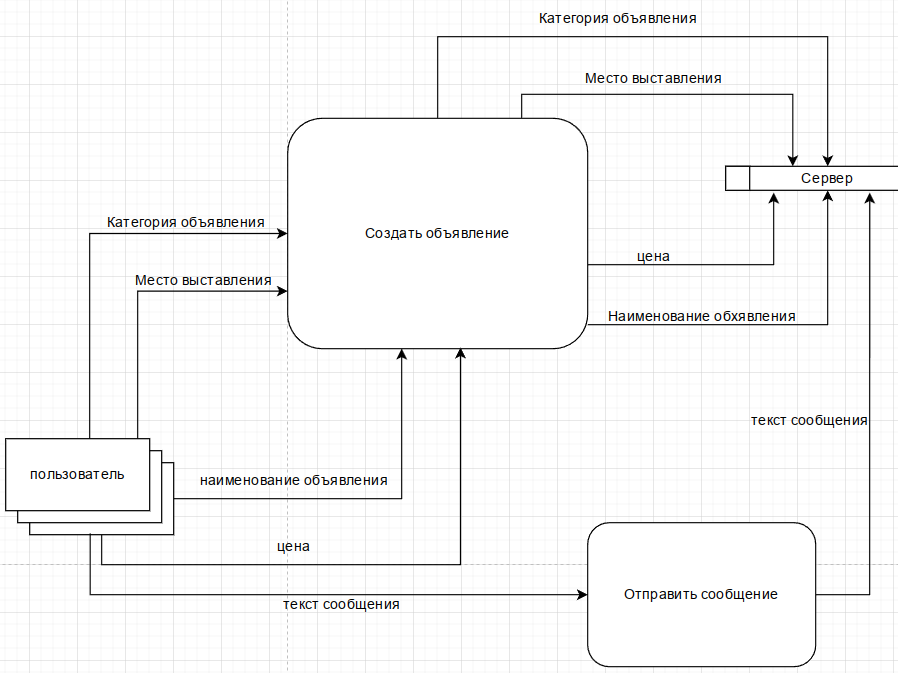 Категория объявления
Место выставления
Сервер
Категория объявления
Создать объявление
цена
Место выставления
Наименование обхявления
текст сообщения
пользователь
наименование объявления
цена
текст сообщения
Отправить сообщение